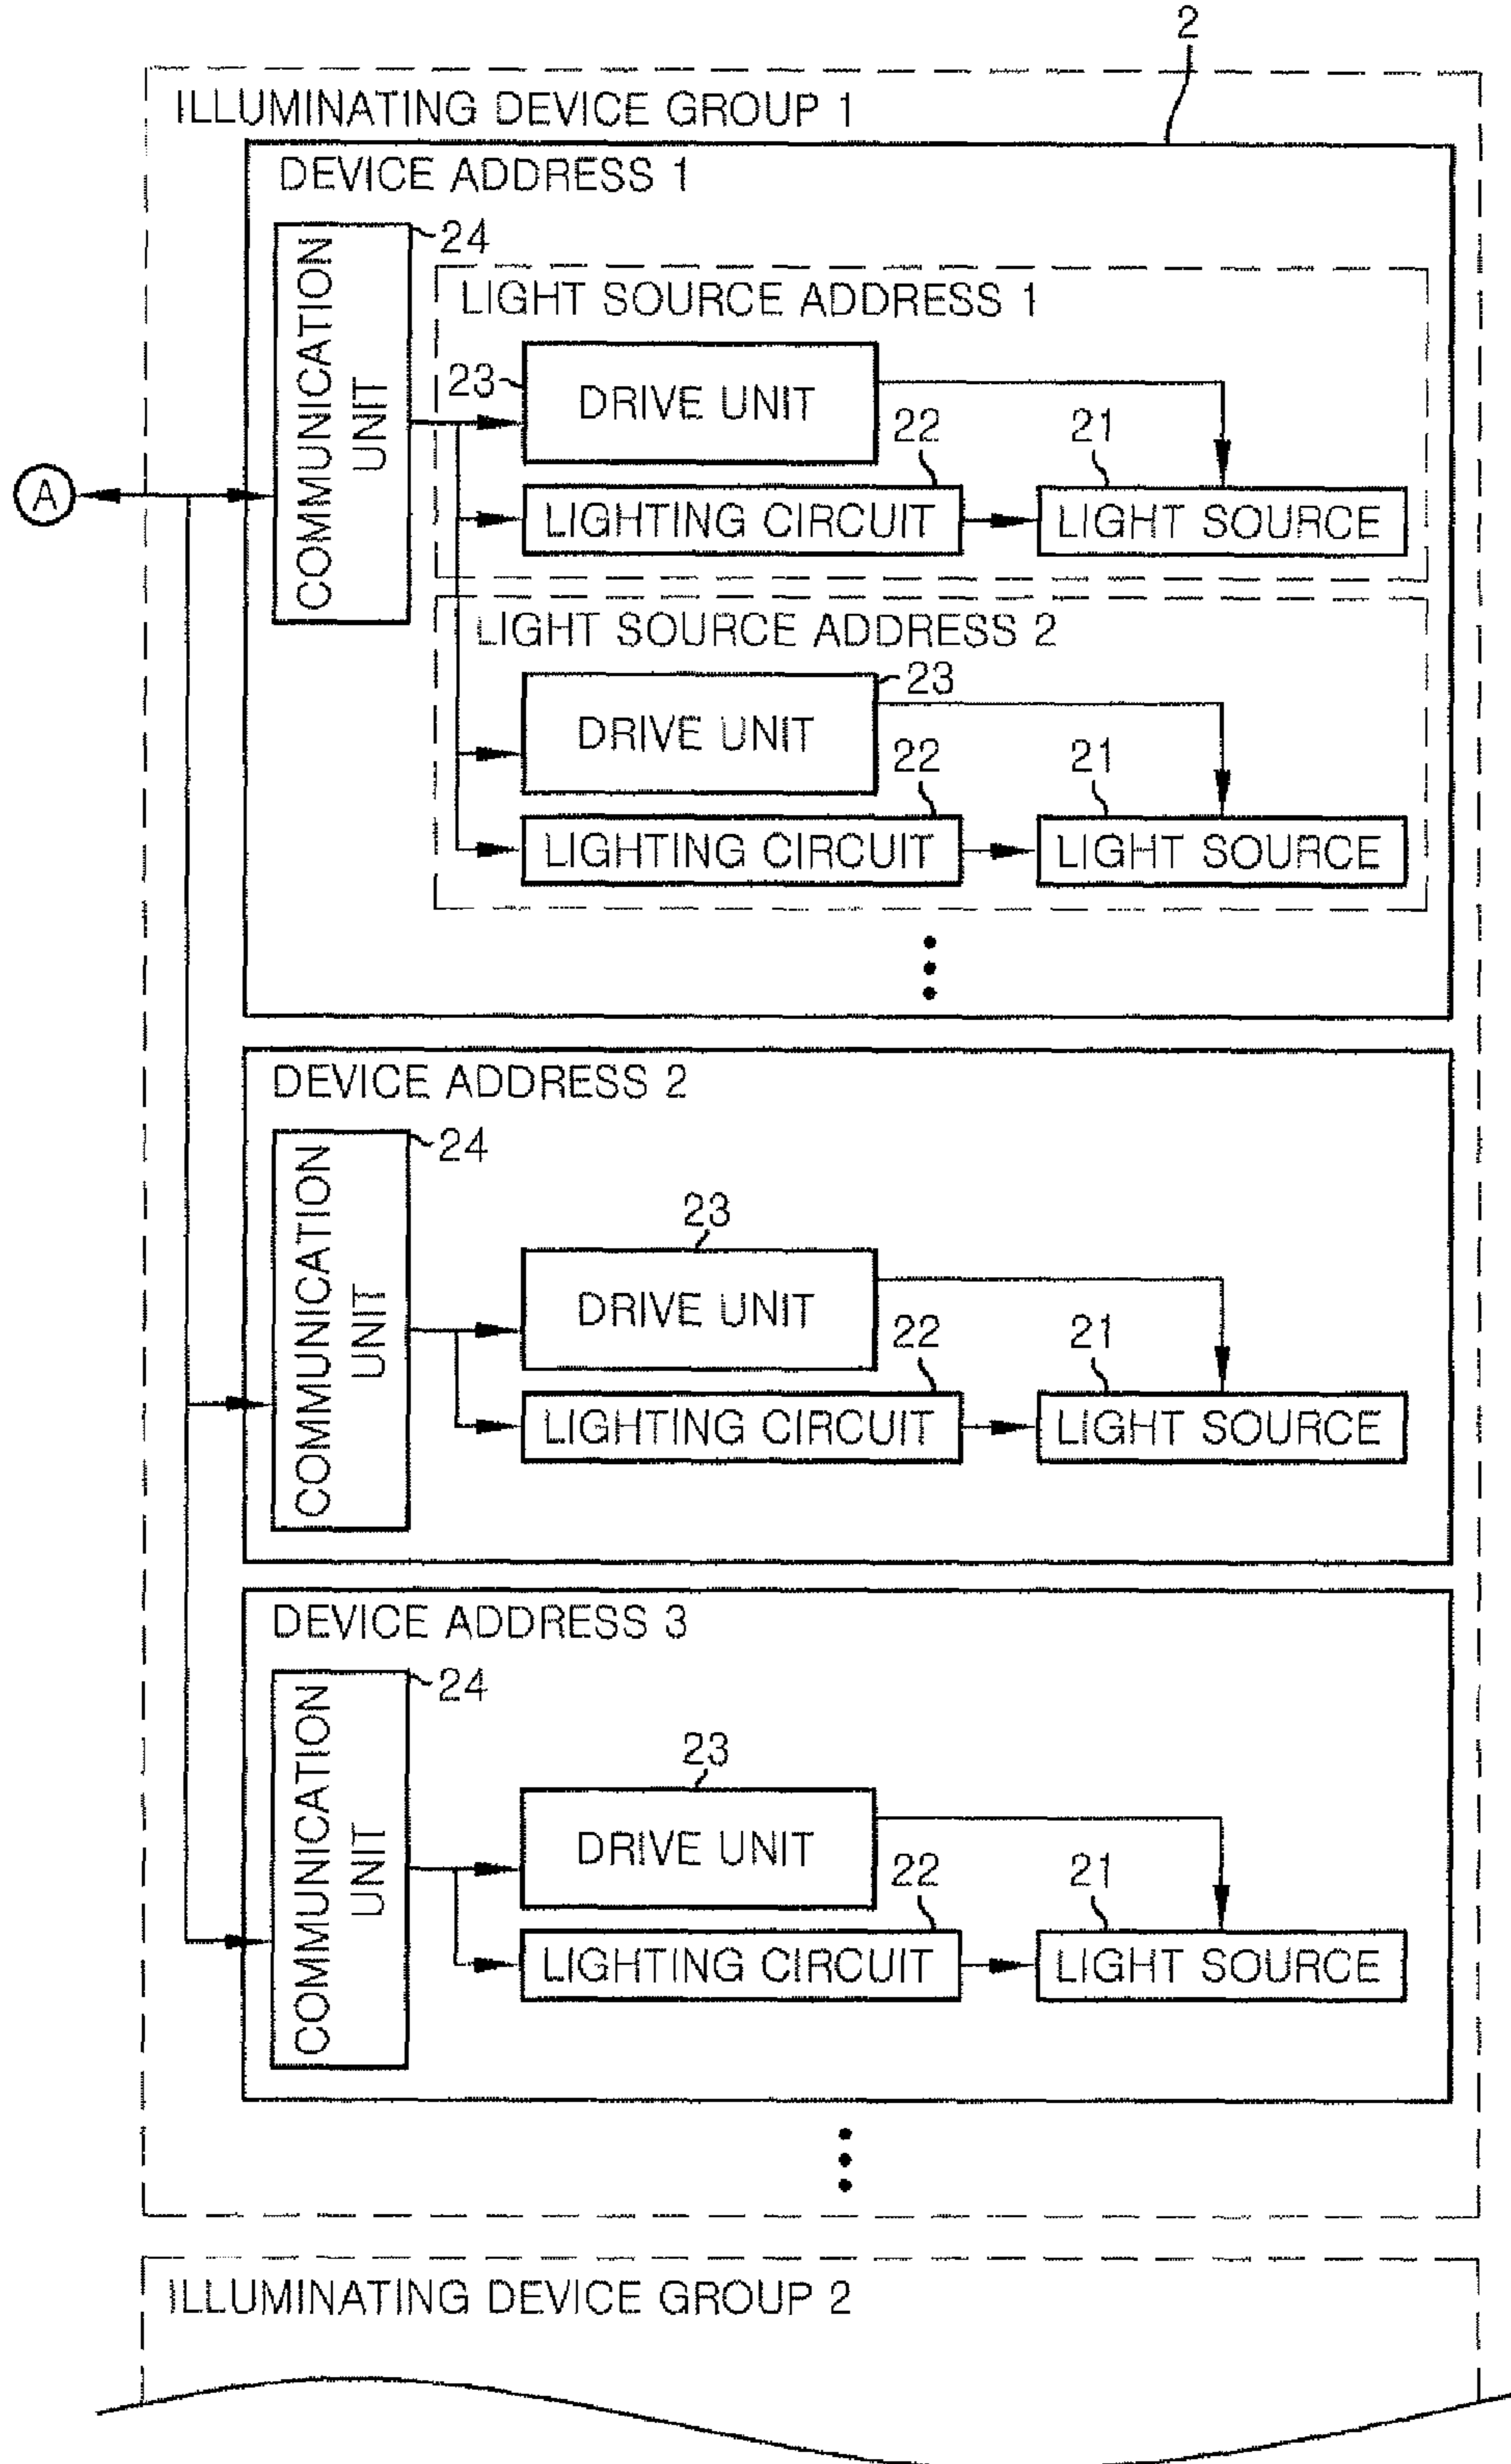 2
ILLUMINATING DEVICE GROUP 1
DEVICE ADDRESS 1
COMMUNICATION
UNIT
24
LIGHT SOURCE ADDRESS 1
23
DRIVE UNIT
22
21
A
LIGHTING CIRCUIT
LIGHT SOURCE
LIGHT SOURCE ADDRESS 2
23
DRIVE UNIT
22
21
LIGHTING CIRCUIT
LIGHT SOURCE
DEVICE ADDRESS 2
COMMUNICATION
UNIT
24
23
DRIVE UNIT
22
21
LIGHTING CIRCUIT
LIGHT SOURCE
DEVICE ADDRESS 3
COMMUNICATION
UNIT
24
23
DRIVE UNIT
22
21
LIGHTING CIRCUIT
LIGHT SOURCE
ILLUMINATING DEVICE GROUP 2